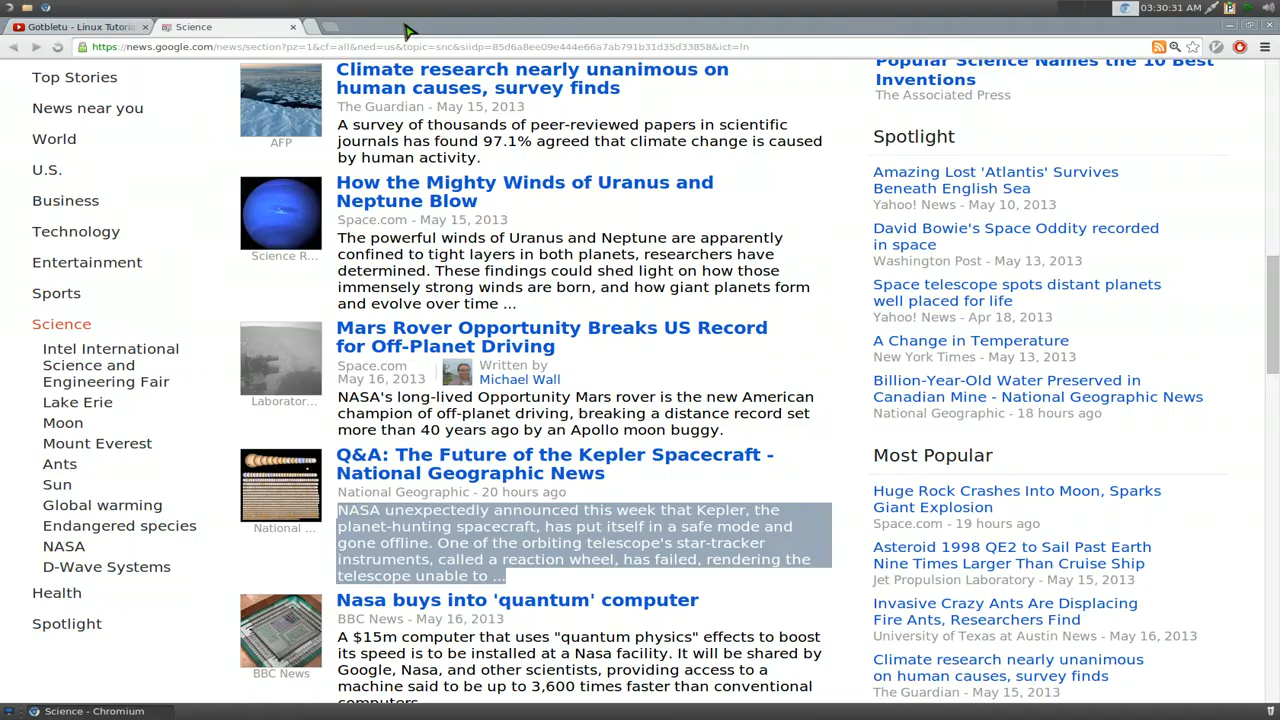 03:30:31 AM
Gotbletu - Linux Tutoria
Science
https://news.google.com/news/section?pz=1&cf=all&ned=us&topic=snc&siidp=85d6a8ee09e444e66a7ab791b31d35d33858&ict=ln
Top Stories
News near you
World
U.S.
Business
Technology
Entertainment
Sports
Science
Intel International
Science and
Engineering Fair
Lake Erie
Moon
Mount Everest
Ants
Sun
Global warming
Endangered species
NASA
D-Wave Systems
Health
Spotlight
Climate research nearly unanimous on
human causes, survey finds
The Guardian - May 15, 2013
A survey of thousands of peer-reviewed papers in scientific
journals has found 97.1% agreed that climate change is caused
by human activity.
AFP
How the Mighty Winds of Uranus and
Neptune Blow
Space.com - May 15, 2013
The powerful winds of Uranus and Neptune are apparently
confined to tight layers in both planets, researchers have
determined. These findings could shed light on how those
immensely strong winds are born, and how giant planets form
and evolve over time ...
Science R...
Mars Rover Opportunity Breaks US Record
for Off-Planet Driving
Space.com
May 16, 2013
Written by
Michael Wall
NASA's long-lived Opportunity Mars rover is the new American
champion of off-planet driving, breaking a distance record set
more than 40 years ago by an Apollo moon buggy.
Laborator...
Q&A: The Future of the Kepler Spacecraft -
National Geographic News
National Geographic - 20 hours ago
NASA unexpectedly announced this week that Kepler, the
planet-hunting spacecraft, has put itself in a safe mode and
gone offline. One of the orbiting telescope's star-tracker
instruments, called a reaction wheel, has failed, rendering the
telescope unable to ...
National ...
Nasa buys into 'quantum' computer
BBC News - May 16, 2013
A $15m computer that uses "quantum physics" effects to boost
its speed is to be installed at a Nasa facility. It will be shared by
Google, Nasa, and other scientists, providing access to a
machine said to be up to 3,600 times faster than conventional
computers.
BBC News
Popular Science Names the 10 Best
Inventions
The Associated Press
Spotlight
Amazing Lost 'Atlantis' Survives
Beneath English Sea
Yahoo! News - May 10, 2013
David Bowie's Space Oddity recorded
in space
Washington Post - May 13, 2013
Space telescope spots distant planets
well placed for life
Yahoo! News - Apr 18, 2013
A Change in Temperature
New York Times - May 13, 2013
Billion-Year-Old Water Preserved in
Canadian Mine - National Geographic News
National Geographic - 18 hours ago
Most Popular
Huge Rock Crashes Into Moon, Sparks
Giant Explosion
Space.com - 19 hours ago
Asteroid 1998 QE2 to Sail Past Earth
Nine Times Larger Than Cruise Ship
Jet Propulsion Laboratory - May 15, 2013
Invasive Crazy Ants Are Displacing
Fire Ants, Researchers Find
University of Texas at Austin News - May 16, 2013
Climate research nearly unanimous
on human causes, survey finds
The Guardian - May 15, 2013
Science - Chromium